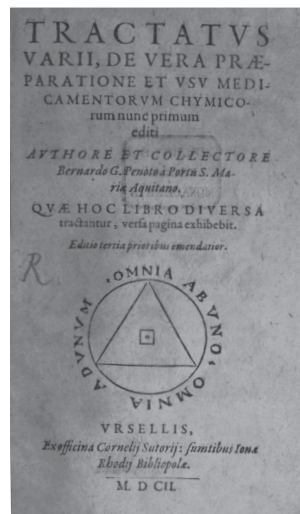 TRACTATVS
VARII, DE VERA PRÆ-
PARATIONE ET VSV MEDI-
CAMENTORVM CHYMICO-
rum nunc primum
editi
AVTHORE ET COLLECTORE
Bernardo G. Penoto à Portu S. Ma-
riæ Aquitano.
QVÆ HOC LIBRO DIVERSA
tractantur, versa pagina exhibebit.
Editio tertia prioribus emendatior.
R
OMNIA AB VNO, OMNIA AD VNVM
VRSELLIS,
Ex officina Cornelij Sutorij: sumtibus Ionæ
Rhodij Bibliopolæ.
M. D CII.